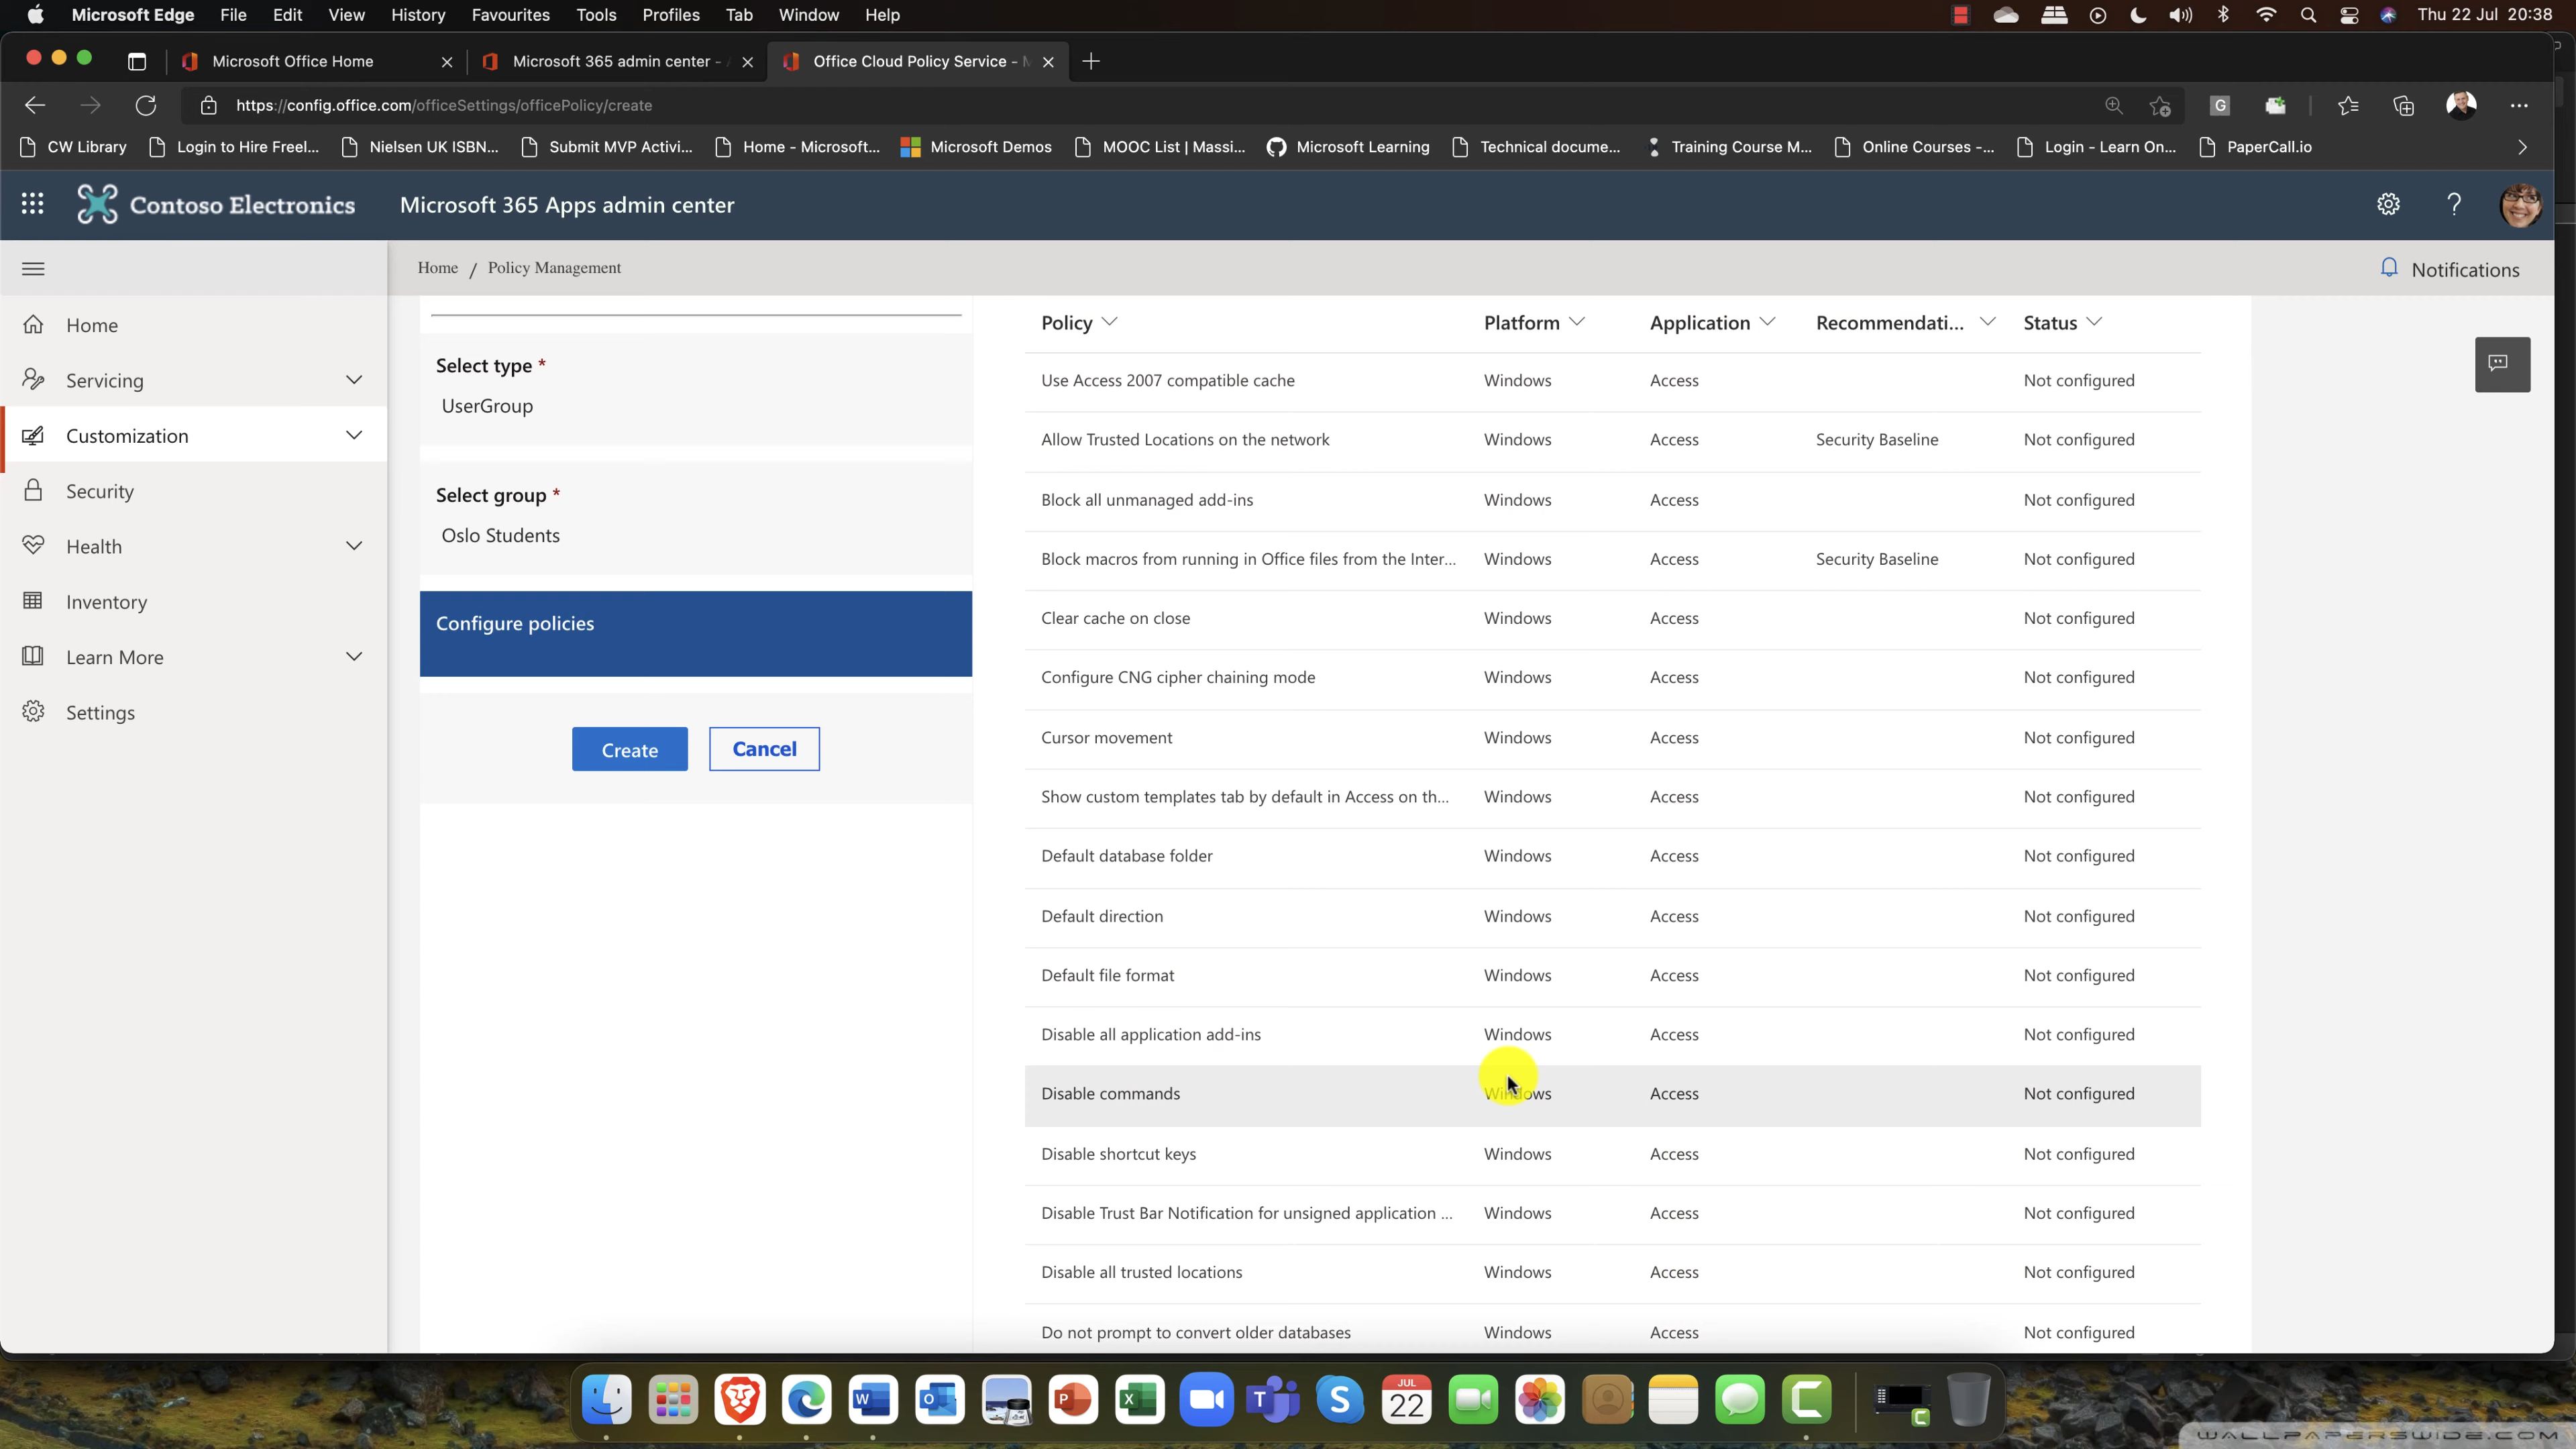 Microsoft Edge File Edit View History Favourites Tools Profiles Tab Window Help Thu 22 Jul 20:38
Microsoft Office Home Microsoft 365 admin center - Office Cloud Policy Service -
https://config.office.com/officeSettings/officePolicy/create G
CW Library Login to Hire Freel... Nielsen UK ISBN... Submit MVP Activi... Home - Microsoft... Microsoft Demos MOOC List | Massi... Microsoft Learning Technical docume... Training Course M... Online Courses -... Login - Learn On... PaperCall.io
Contoso Electronics Microsoft 365 Apps admin center ?
Home / Policy Management Notifications
Home
Servicing
Customization
Security
Health
Inventory
Learn More
Settings
Select type *
UserGroup
Select group *
Oslo Students
Configure policies
Create Cancel
Policy Platform Application Recommendati... Status
Use Access 2007 compatible cache Windows Access Not configured
Allow Trusted Locations on the network Windows Access Security Baseline Not configured
Block all unmanaged add-ins Windows Access Not configured
Block macros from running in Office files from the Inter... Windows Access Security Baseline Not configured
Clear cache on close Windows Access Not configured
Configure CNG cipher chaining mode Windows Access Not configured
Cursor movement Windows Access Not configured
Show custom templates tab by default in Access on th... Windows Access Not configured
Default database folder Windows Access Not configured
Default direction Windows Access Not configured
Default file format Windows Access Not configured
Disable all application add-ins Windows Access Not configured
Disable commands Windows Access Not configured
Disable shortcut keys Windows Access Not configured
Disable Trust Bar Notification for unsigned application ... Windows Access Not configured
Disable all trusted locations Windows Access Not configured
Do not prompt to convert older databases Windows Access Not configured
W O P X T S JUL 22 C
WALLPAPERSWIDE.COM